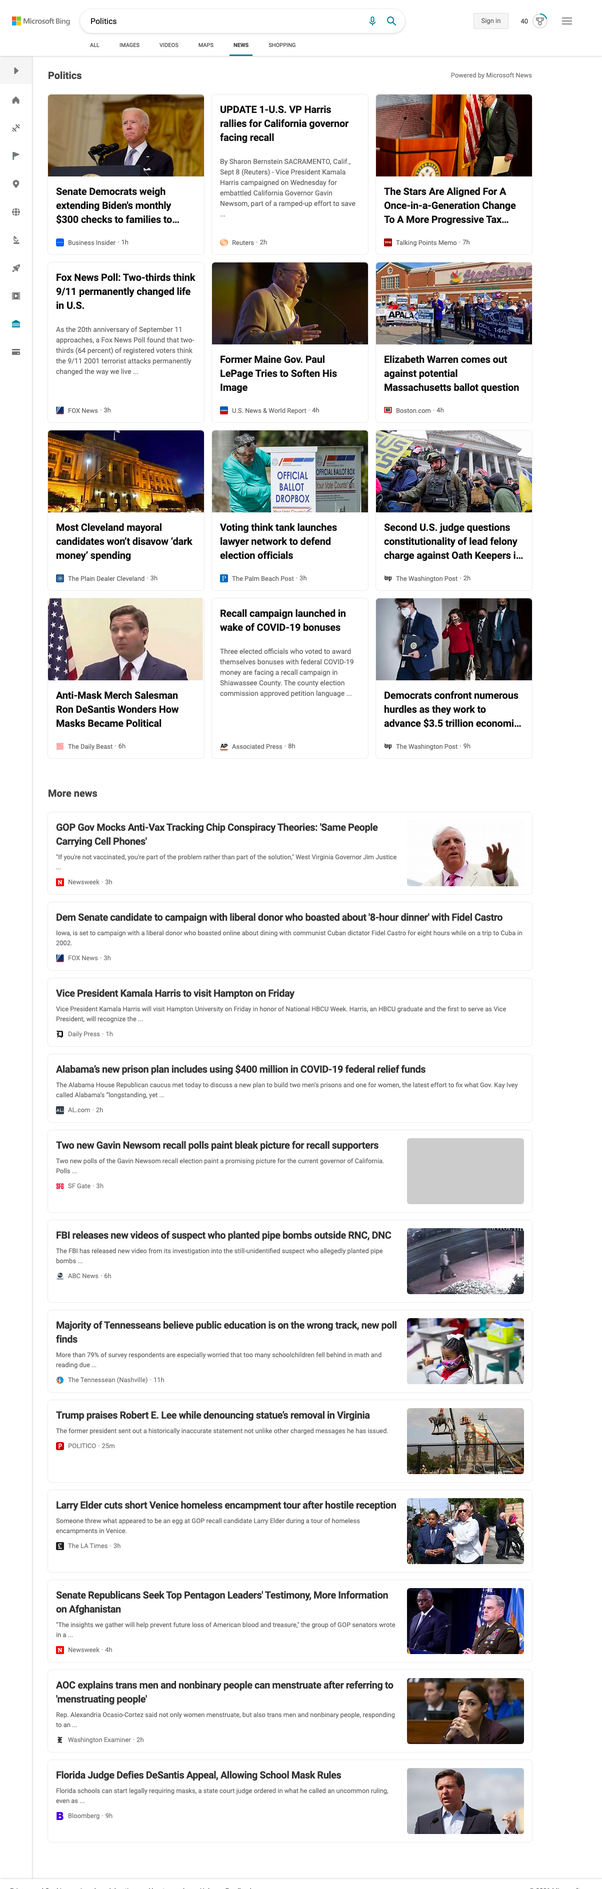 Microsoft Bing
Politics
Sign in
40
ALL
IMAGES
VIDEOS
MAPS
NEWS
SHOPPING
Politics
Powered by Microsoft News
Senate Democrats weigh
extending Biden's monthly
$300 checks to families to...
Business Insider · 1h
UPDATE 1-U.S. VP Harris
rallies for California governor
facing recall
By Sharon Bernstein SACRAMENTO, Calif.,
Sept 8 (Reuters) - Vice President Kamala
Harris campaigned on Wednesday for
embattled California Governor Gavin
Newsom, part of a ramped-up effort to save
...
Reuters · 2h
The Stars Are Aligned For A
Once-in-a-Generation Change
To A More Progressive Tax...
Talking Points Memo · 7h
Fox News Poll: Two-thirds think
9/11 permanently changed life
in U.S.
As the 20th anniversary of September 11
approaches, a Fox News Poll found that two-
thirds (64 percent) of registered voters think
the 9/11 2001 terrorist attacks permanently
changed the way we live ...
FOX News · 3h
Former Maine Gov. Paul
LePage Tries to Soften His
Image
U.S. News & World Report · 4h
Stop&Shop
APALA
Elizabeth Warren comes out
against potential
Massachusetts ballot question
Boston.com · 4h
Most Cleveland mayoral
candidates won't disavow 'dark
money' spending
The Plain Dealer Cleveland · 3h
OFFICIAL
BALLOT
DROPBOX
OFFICIAL BALLOT
BOX
Voting think tank launches
lawyer network to defend
election officials
The Palm Beach Post · 3h
Second U.S. judge questions
constitutionality of lead felony
charge against Oath Keepers i...
wp The Washington Post · 2h
Anti-Mask Merch Salesman
Ron DeSantis Wonders How
Masks Became Political
The Daily Beast · 6h
Recall campaign launched in
wake of COVID-19 bonuses
Three elected officials who voted to award
themselves bonuses with federal COVID-19
money are facing a recall campaign in
Shiawassee County. The county election
commission approved petition language ...
AP Associated Press · 8h
Democrats confront numerous
hurdles as they work to
advance $3.5 trillion economi...
wp The Washington Post · 9h
More news
GOP Gov Mocks Anti-Vax Tracking Chip Conspiracy Theories: 'Same People
Carrying Cell Phones'
"If you're not vaccinated, you're part of the problem rather than part of the solution," West Virginia Governor Jim Justice
...
N Newsweek · 3h
Dem Senate candidate to campaign with liberal donor who boasted about '8-hour dinner' with Fidel Castro
Iowa, is set to campaign with a liberal donor who boasted online about dining with communist Cuban dictator Fidel Castro for eight hours while on a trip to Cuba in
2002.
FOX News · 3h
Vice President Kamala Harris to visit Hampton on Friday
Vice President Kamala Harris will visit Hampton University on Friday in honor of National HBCU Week. Harris, an HBCU graduate and the first to serve as Vice
President, will recognize the ...
Daily Press · 1h
Alabama's new prison plan includes using $400 million in COVID-19 federal relief funds
The Alabama House Republican caucus met today to discuss a new plan to build two men's prisons and one for women, the latest effort to fix what Gov. Kay Ivey
called Alabama's "longstanding, yet ...
AL.com · 2h
Two new Gavin Newsom recall polls paint bleak picture for recall supporters
Two new polls of the Gavin Newsom recall election paint a promising picture for the current governor of California.
Polls ...
SF Gate · 3h
FBI releases new videos of suspect who planted pipe bombs outside RNC, DNC
The FBI has released new video from its investigation into the still-unidentified suspect who allegedly planted pipe
bombs ...
ABC News · 6h
Majority of Tennesseans believe public education is on the wrong track, new poll
finds
More than 79% of survey respondents are especially worried that too many schoolchildren fell behind in math and
reading due ...
The Tennessean (Nashville) · 11h
Trump praises Robert E. Lee while denouncing statue's removal in Virginia
The former president sent out a historically inaccurate statement not unlike other charged messages he has issued.
POLITICO · 25m
Larry Elder cuts short Venice homeless encampment tour after hostile reception
Someone threw what appeared to be an egg at GOP recall candidate Larry Elder during a tour of homeless
encampments in Venice.
The LA Times · 3h
Senate Republicans Seek Top Pentagon Leaders' Testimony, More Information
on Afghanistan
"The insights we gather will help prevent future loss of American blood and treasure," the group of GOP senators wrote
in a ...
N Newsweek · 4h
AOC explains trans men and nonbinary people can menstruate after referring to
'menstruating people'
Rep. Alexandria Ocasio-Cortez said not only women menstruate, but also trans men and nonbinary people, responding
to an ...
Washington Examiner · 2h
Florida Judge Defies DeSantis Appeal, Allowing School Mask Rules
Florida schools can start legally requiring masks, a state court judge ordered in what he called an uncommon ruling,
even as ...
B Bloomberg · 9h